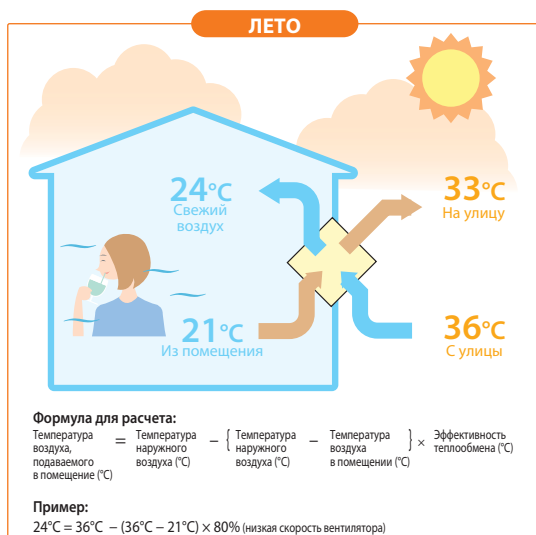 ЛЕТО
24°C
Свежий
воздух
33°C
На улицу
21°C
Из помещения
36°C
С улицы
Формула для расчета:
Температура воздуха, подаваемого в помещение (°C) = Температура наружного воздуха (°C) − { Температура наружного воздуха (°C) − Температура воздуха в помещении (°C) } × Эффективность теплообмена (°C)
Пример:
24°C = 36°C − (36°C − 21°C) × 80% (низкая скорость вентилятора)